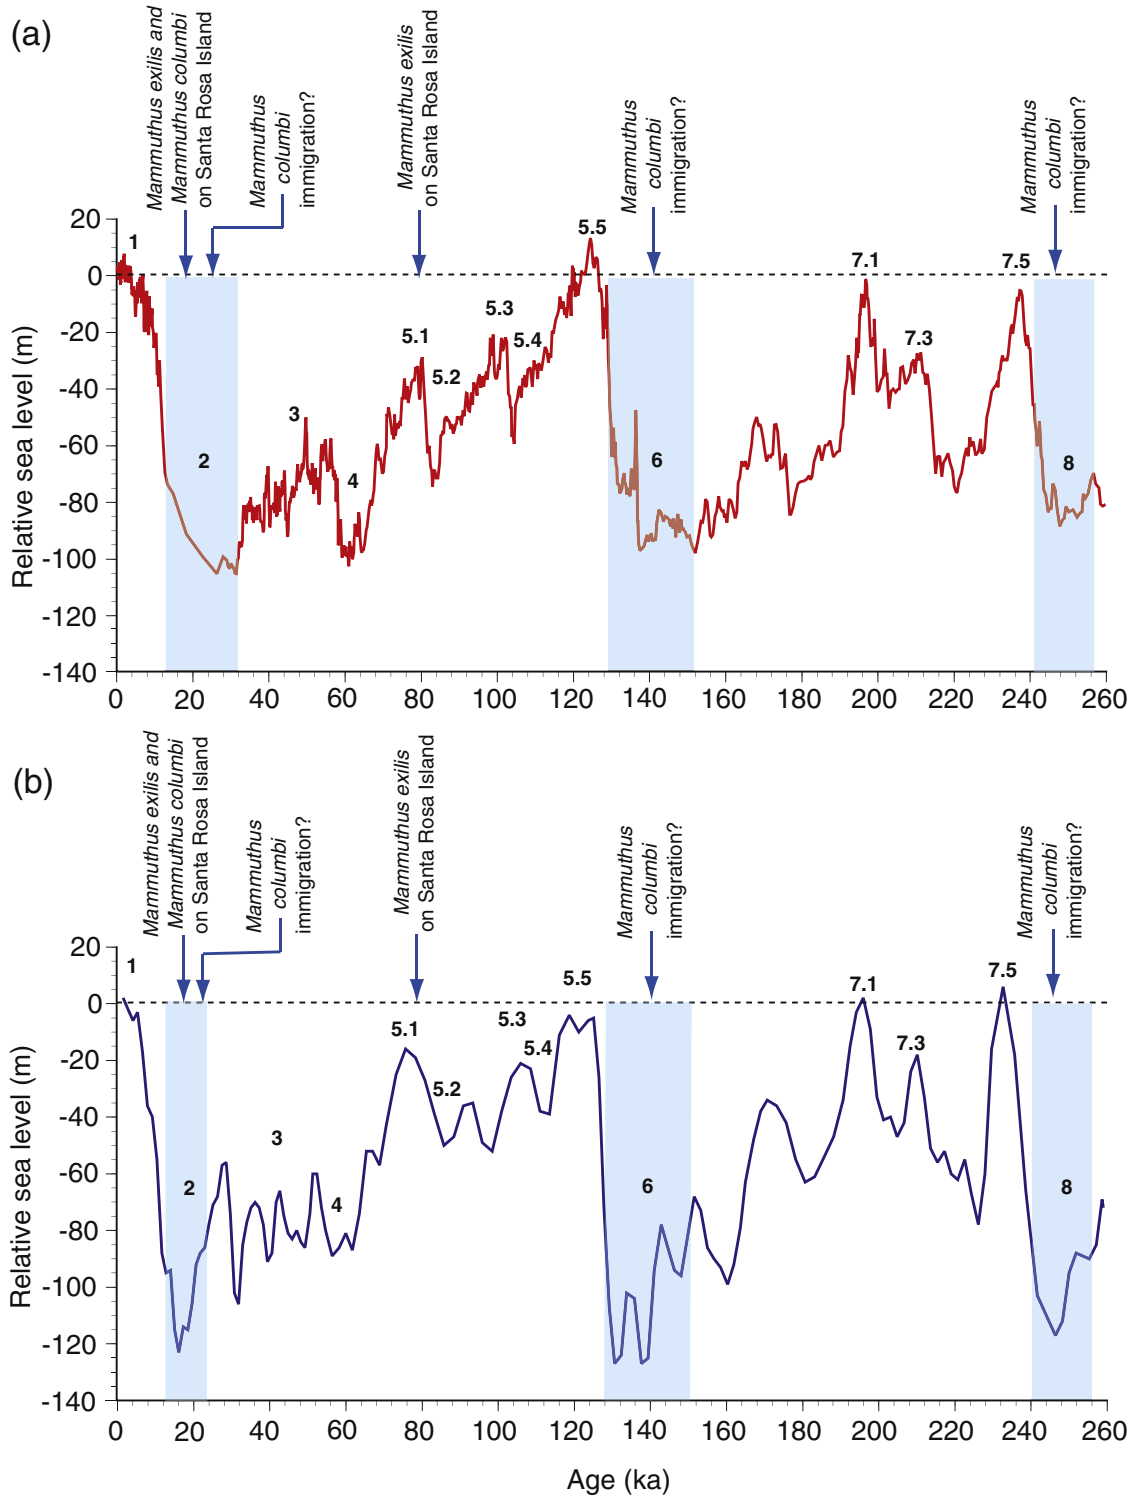 (a)
Mammuthus exilis and
Mammuthus columbi
on Santa Rosa Island
Mammuthus
columbi
immigration?
Mammuthus exilis
on Santa Rosa Island
Mammuthus
columbi
immigration?
Mammuthus
columbi
immigration?
Relative sea level (m)
20
0
-20
-40
-60
-80
-100
-120
-140
1
2
3
4
5.1
5.2
5.3
5.4
5.5
6
7.1
7.3
7.5
8
0 20 40 60 80 100 120 140 160 180 200 220 240 260
(b)
Mammuthus exilis and
Mammuthus columbi
on Santa Rosa Island
Mammuthus
columbi
immigration?
Mammuthus exilis
on Santa Rosa Island
Mammuthus
columbi
immigration?
Mammuthus
columbi
immigration?
Relative sea level (m)
20
0
-20
-40
-60
-80
-100
-120
-140
1
2
3
4
5.1
5.2
5.3
5.4
5.5
6
7.1
7.3
7.5
8
0 20 40 60 80 100 120 140 160 180 200 220 240 260
Age (ka)